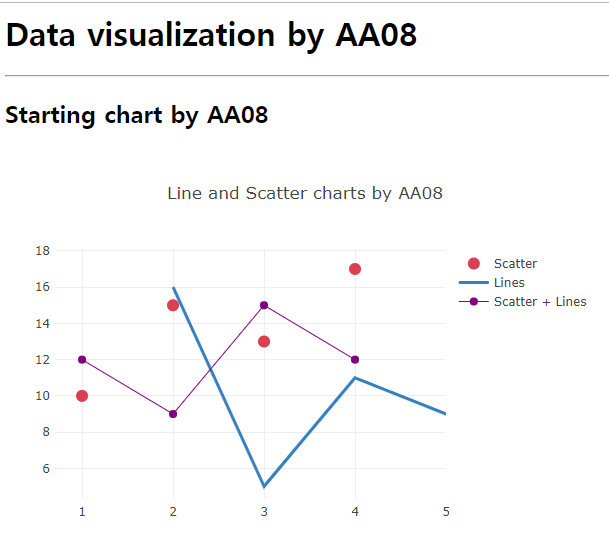 Data visualization by AA08
Starting chart by AA08
Line and Scatter charts by AA08
18
16
14
12
10
8
6
1 2 3 4 5
Scatter
Lines
Scatter + Lines